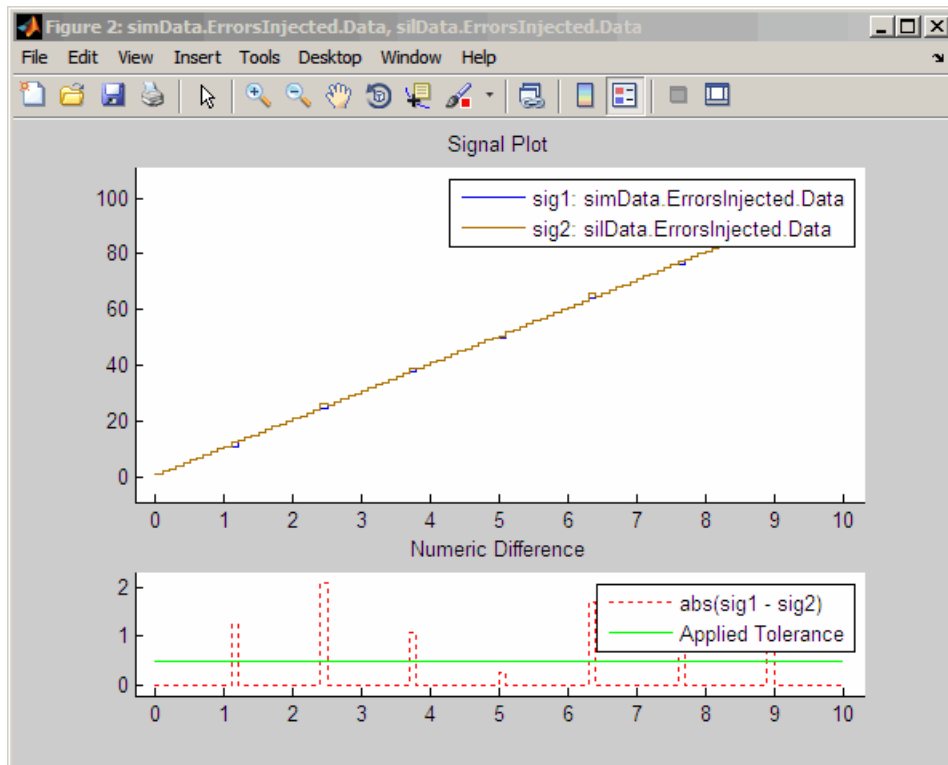 Figure 2: simData.ErrorsInjected.Data, silData.ErrorsInjected.Data
File Edit View Insert Tools Desktop Window Help
Signal Plot
sig1: simData.ErrorsInjected.Data
sig2: silData.ErrorsInjected.Data
100
80
60
40
20
0
0 1 2 3 4 5 6 7 8 9 10
Numeric Difference
abs(sig1 - sig2)
Applied Tolerance
2
1
0
0 1 2 3 4 5 6 7 8 9 10